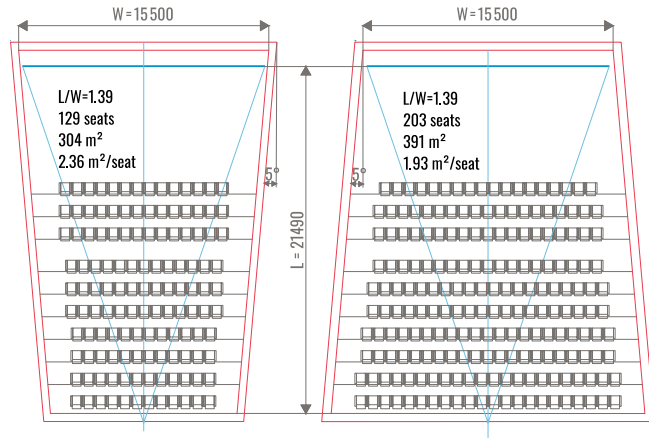 W = 15500
W = 15500
L/W=1.39
129 seats
304 m²
2.36 m²/seat
L/W=1.39
203 seats
391 m²
1.93 m²/seat
5°
5°
L = 21490